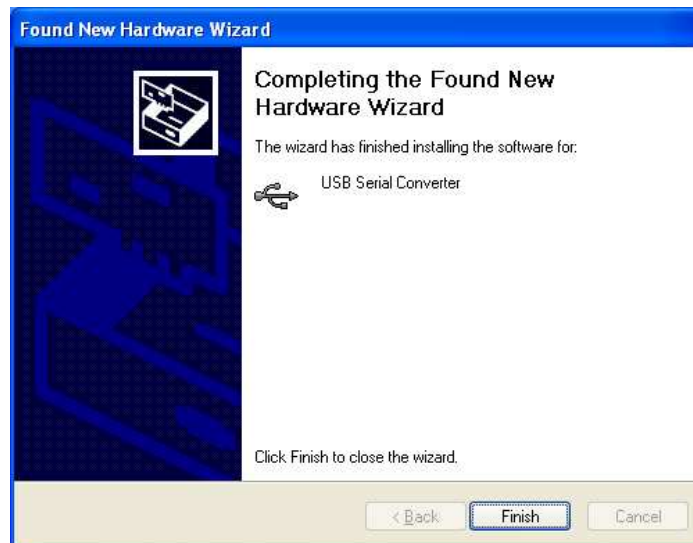 Found New Hardware Wizard
Completing the Found New
Hardware Wizard
The wizard has finished installing the software for:
USB Serial Converter
Click Finish to close the wizard.
< Back
Finish
Cancel